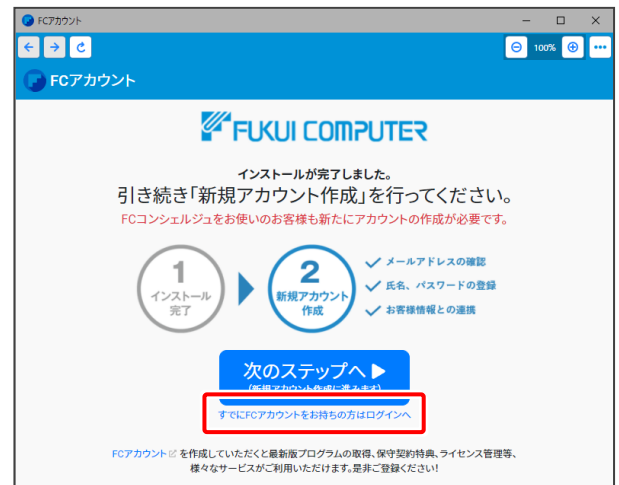 FCアカウント
100%
FCアカウント
FUKUI COMPUTER
インストールが完了しました。
引き続き「新規アカウント作成」を行ってください。
FCコンシェルジュをお使いのお客様も新たにアカウントの作成が必要です。
1
インストール
完了
2
新規アカウント
作成
メールアドレスの確認
氏名、パスワードの登録
お客様情報との連携
次のステップへ
(新規アカウント作成に進みます)
すでにFCアカウントをお持ちの方はログインへ
FCアカウント を作成していただくと最新版プログラムの取得、保守契約特典、ライセンス管理等、
様々なサービスがご利用いただけます。是非ご登録ください!